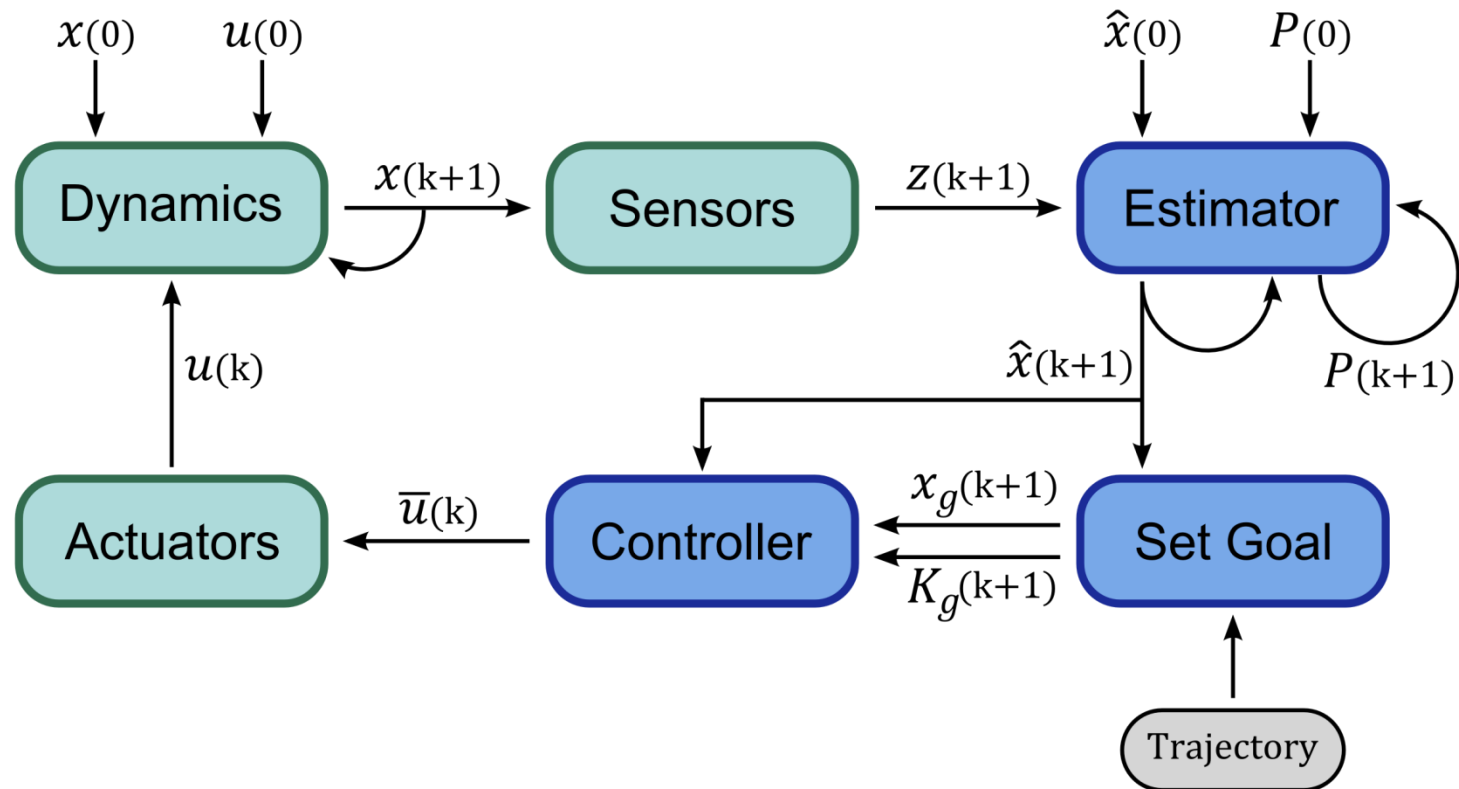 x(0) u(0) x̂(0) P(0)
Dynamics x(k+1) Sensors z(k+1) Estimator
u(k) x̂(k+1) P(k+1)
Actuators u̅(k) Controller x_g(k+1) Set Goal
K_g(k+1)
Trajectory